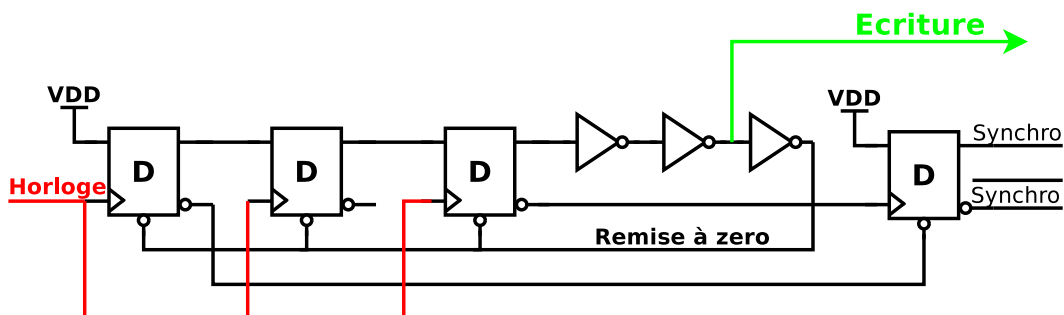 Ecriture
VDD
VDD
Synchro
D
D
D
D
Horloge
Synchro
Remise à zero